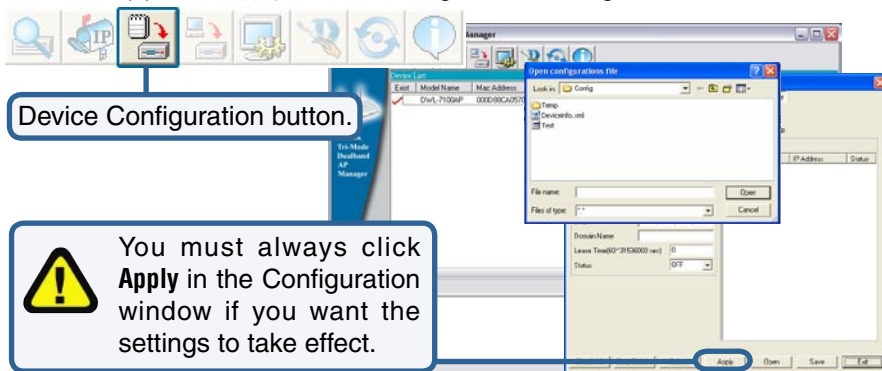 IP
Manager
Device List
Exist Model Name Mac Address
DWL-7100AP 000D88CA0570
Tri-Mode
Dualband
AP
Manager
Device Configuration button.
Open configurations file
Look in: Config
Temp
Deviceinfo.xml
Test
File name: Open
Files of type: *.* Cancel
IP Address Status
Domain Name
Lease Time(60~31536000 sec) 0
Status OFF
You must always click
Apply in the Configuration
window if you want the
settings to take effect.
Apply Open Save Exit